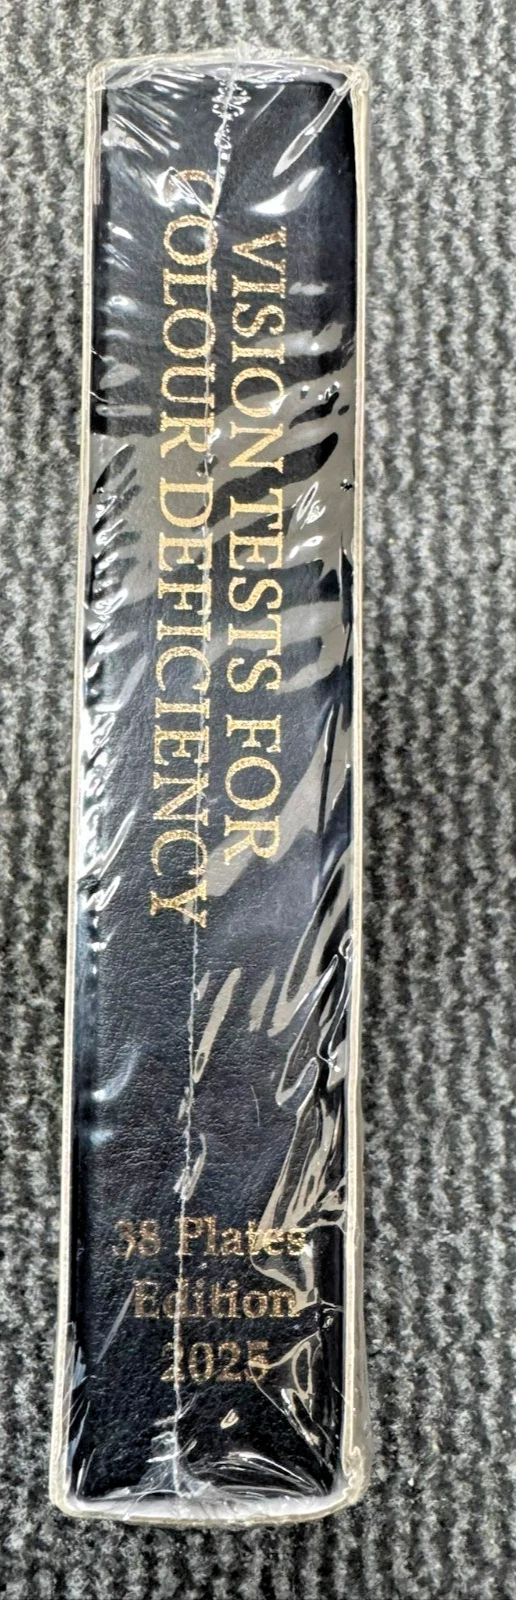 VISION TESTS FOR
COLOUR DEFICIENCY
38 Plates
Edition
2025